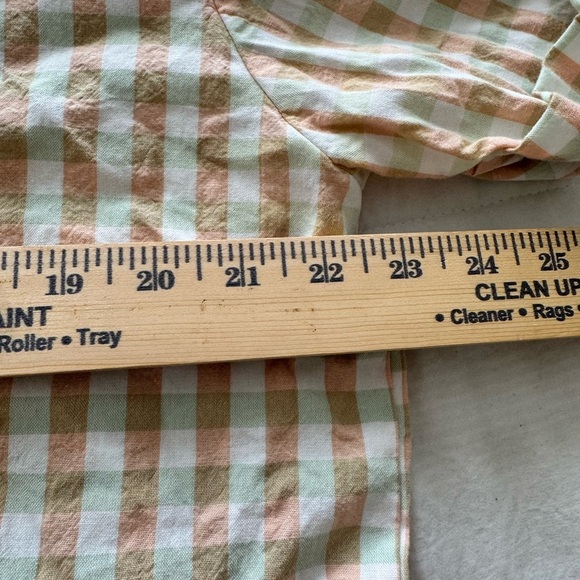 19 20 21 22 23 24 25
AINT CLEAN UP
Roller • Tray • Cleaner • Rags •